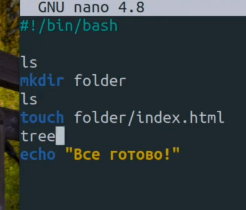 GNU nano 4.8
#!/bin/bash
ls
mkdir folder
ls
touch folder/index.html
tree
echo "Все готово!"